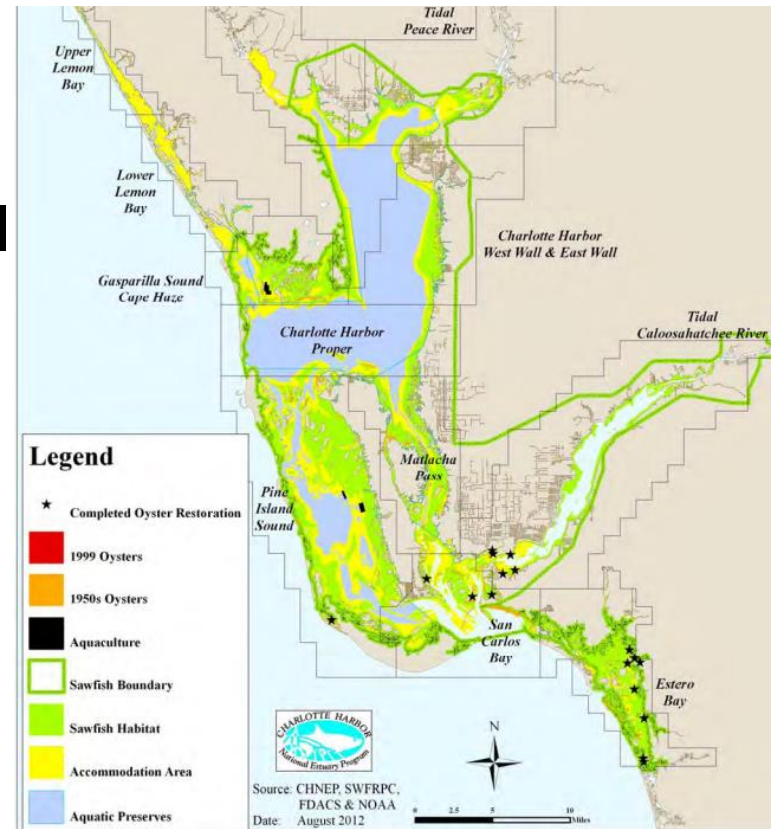 Tidal
Peace River
Upper
Lemon
Bay
Lower
Lemon
Bay
Charlotte Harbor
West Wall & East Wall
Gasparilla Sound
Cape Haze
Tidal
Caloosahatchee River
Charlotte Harbor
Proper
Matlacha
Pass
Pine
Island
Sound
San
Carlos
Bay
Estero
Bay
Legend
Completed Oyster Restoration
1999 Oysters
1950s Oysters
Aquaculture
Sawfish Boundary
Sawfish Habitat
Accommodation Area
Aquatic Preserves
CHARLOTTE HARBOR
National Estuary Program
N
Source: CHNEP, SWFRPC,
FDACS & NOAA
Date: August 2012
0 2.5 5 10
Miles